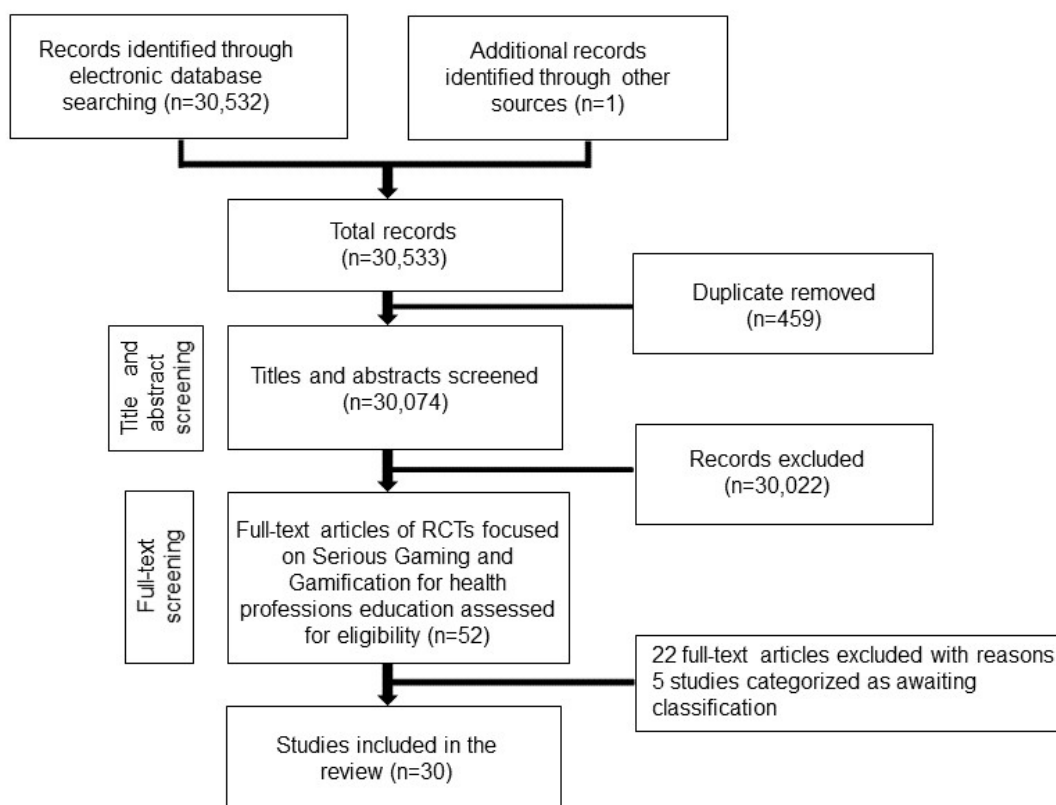 Records identified through
electronic database
searching (n=30,532)
Additional records
identified through other
sources (n=1)
Total records
(n=30,533)
Duplicate removed
(n=459)
Title and
abstract
screening
Titles and abstracts screened
(n=30,074)
Records excluded
(n=30,022)
Full-text
screening
Full-text articles of RCTs focused
on Serious Gaming and
Gamification for health
professions education assessed
for eligibility (n=52)
22 full-text articles excluded with reasons
5 studies categorized as awaiting
classification
Studies included in the
review (n=30)